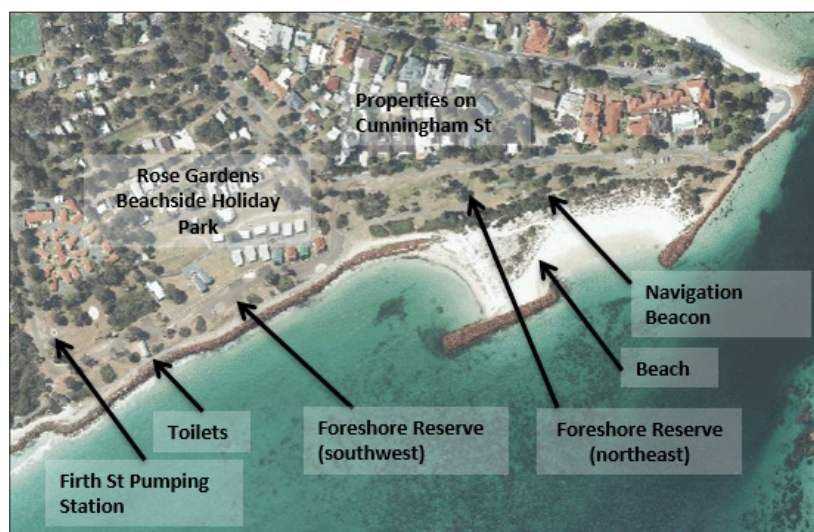 Properties on
Cunningham St
Rose Gardens
Beachside Holiday
Park
Navigation
Beacon
Beach
Toilets
Foreshore Reserve
(southwest)
Foreshore Reserve
(northeast)
Firth St Pumping
Station